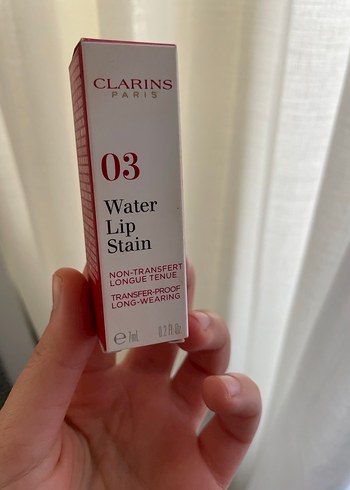 CLARINS
PARIS
03
Water
Lip
Stain
NON-TRANSFERT
LONGUE TENUE
TRANSFER-PROOF
LONG-WEARING
℮ 7mL 0.2 Fl. Oz.